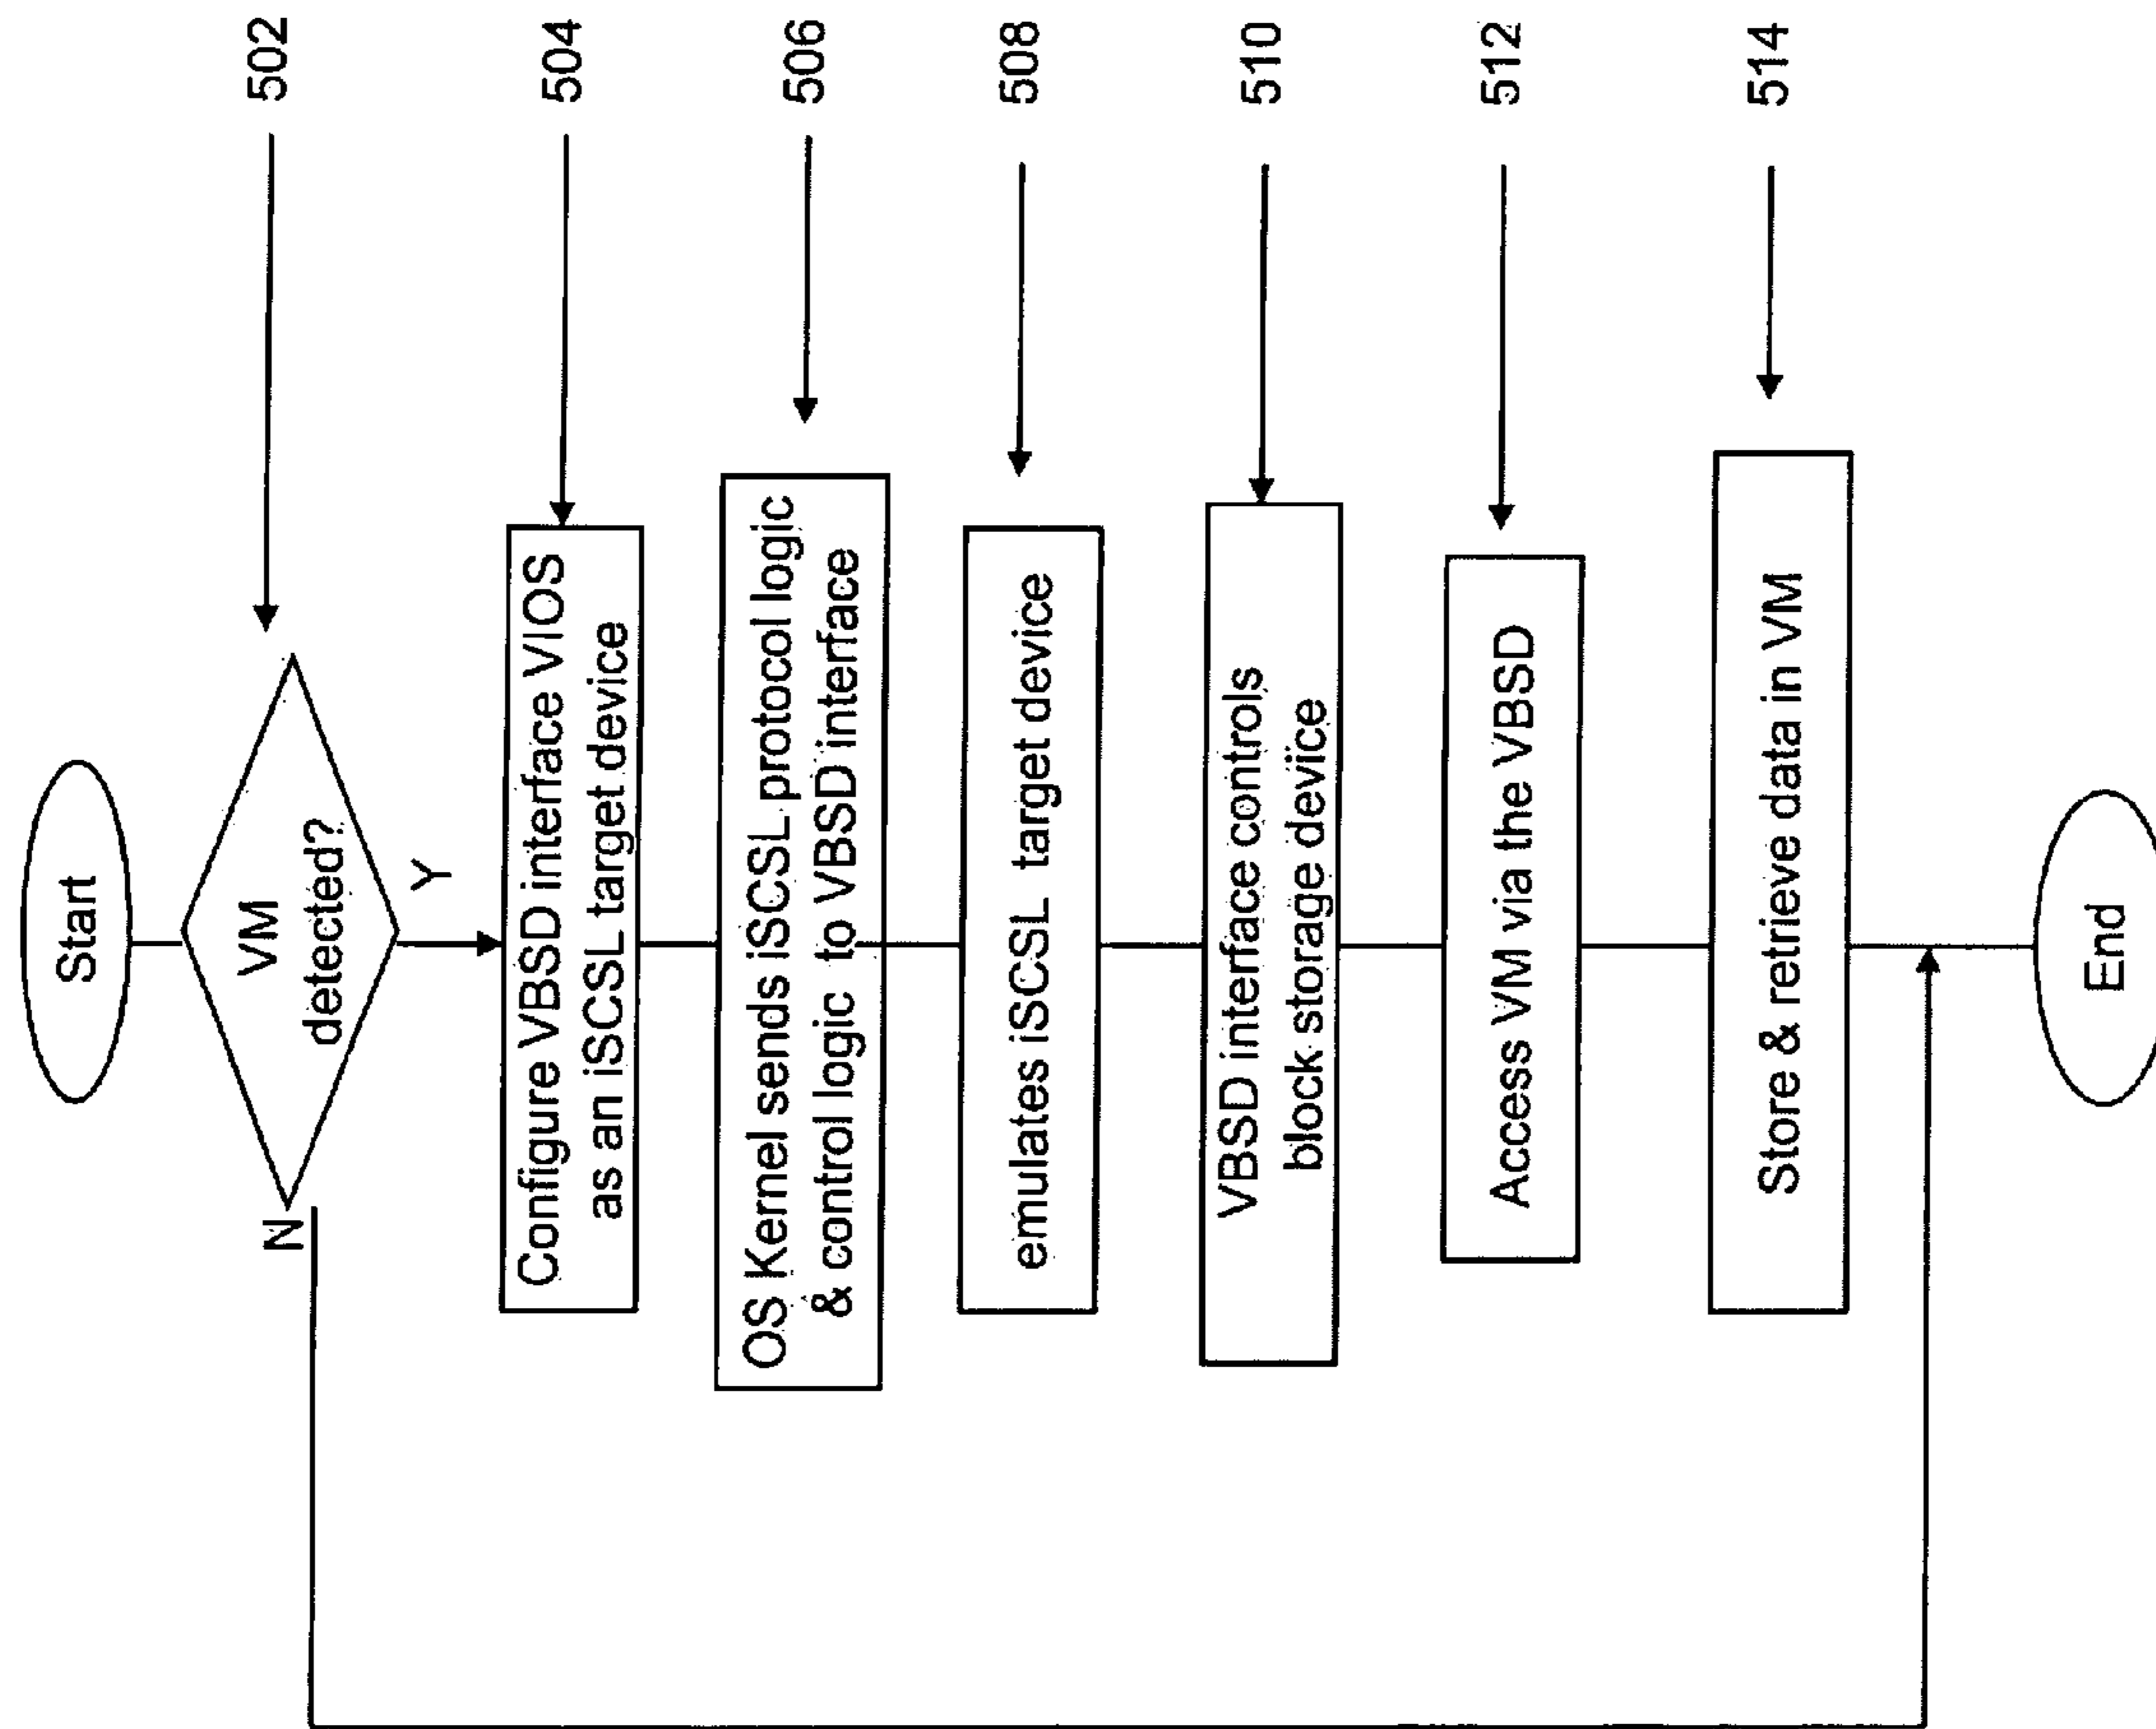 Start
VM
detected?
N
Y
Configure VBSD interface VIOS
as an iSCSL target device
OS Kernel sends iSCSL protocol logic
& control logic to VBSD interface
emulates iSCSL target device
VBSD interface controls
block storage device
Access VM via the VBSD
Store & retrieve data in VM
End
502
504
506
508
510
512
514